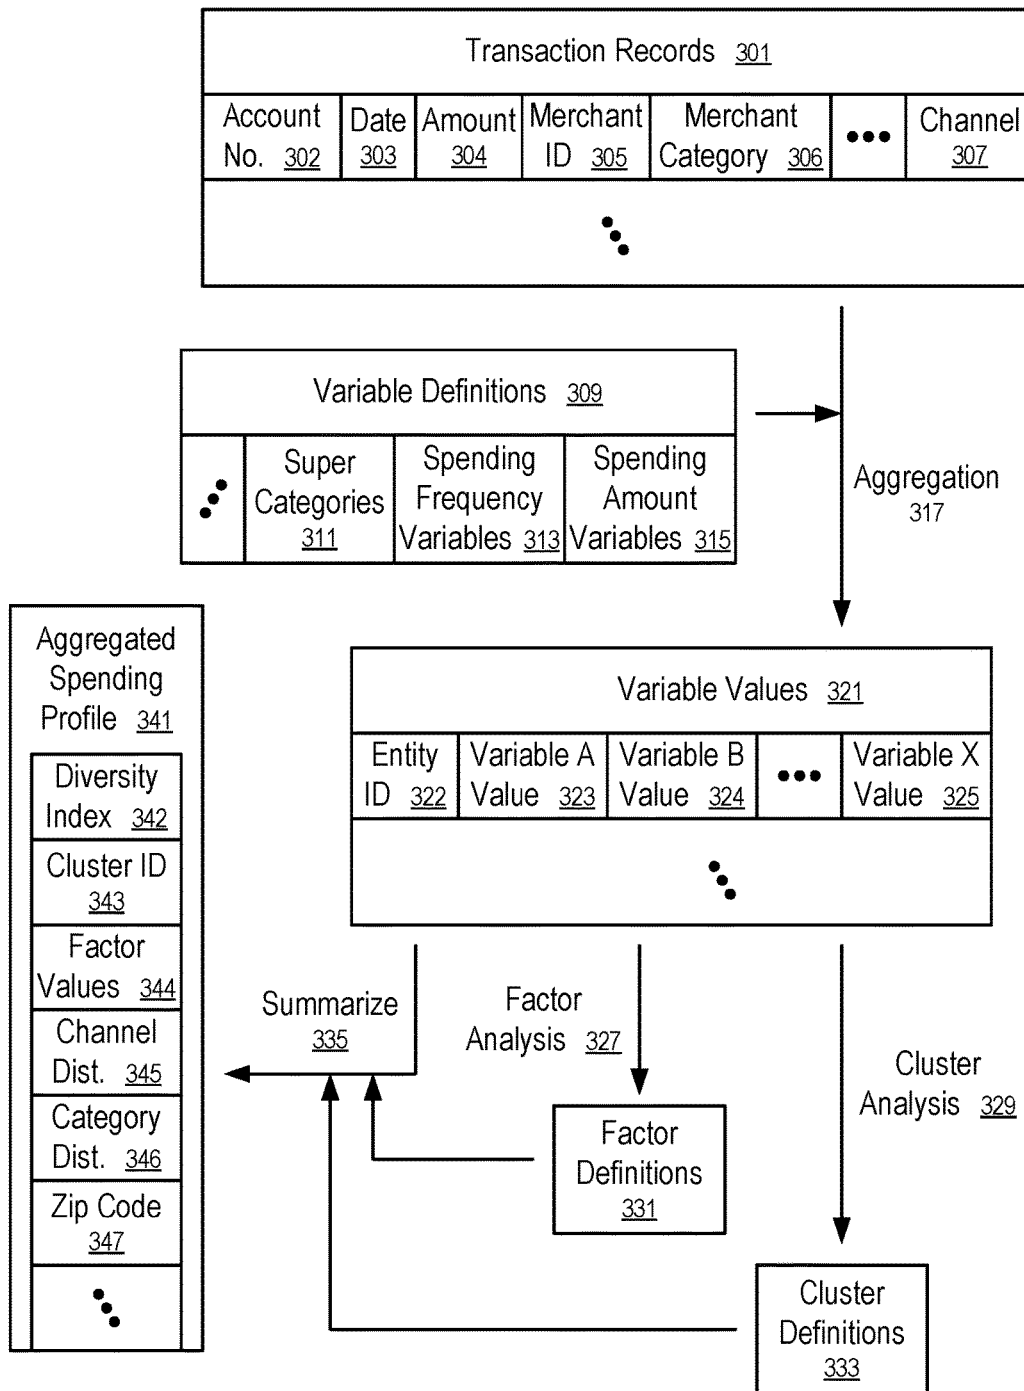 Transaction Records 301
Account
No. 302
Date
303
Amount
304
Merchant
ID 305
Merchant
Category 306
Channel
307
Variable Definitions 309
Super
Categories
311
Spending
Frequency
Variables 313
Spending
Amount
Variables 315
Aggregation
317
Aggregated
Spending
Profile 341
Diversity
Index 342
Cluster ID
343
Factor
Values 344
Channel
Dist. 345
Category
Dist. 346
Zip Code
347
Variable Values 321
Entity
ID 322
Variable A
Value 323
Variable B
Value 324
Variable X
Value 325
Summarize
335
Factor
Analysis 327
Cluster
Analysis 329
Factor
Definitions
331
Cluster
Definitions
333